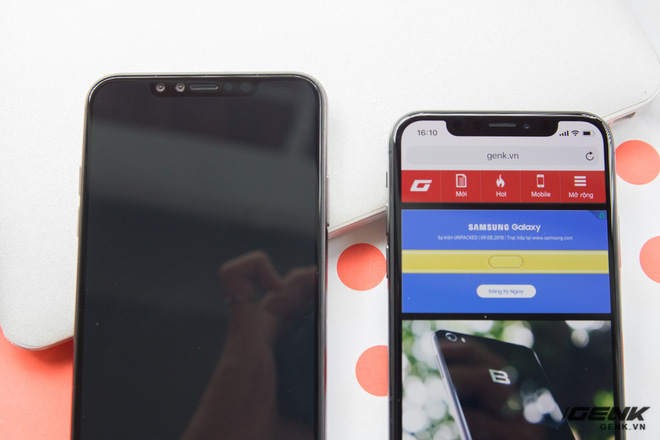 16:10
genk.vn
Mới
Hot
Mobile
Mở rộng
SAMSUNG Galaxy
Sự kiện UNPACKED | 09.08.2018 | Trực tiếp tại www.samsung.com
Đăng Ký Ngay
B
GENK
GENK.VN